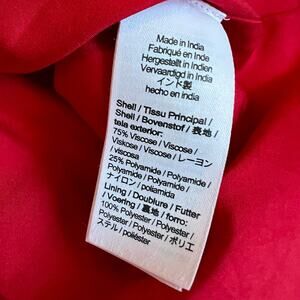 Made in India
Fabriqué en Inde
Hergestellt in Indien
Vervaardigd in India
インド製
hecho en India
Shell / Tissu Principal /
Shell / Bovenstof / 表地 /
tela exterior:
75% Viscose / Viscose /
Viskose / Viscose / レーヨン
/ viscosa
25% Polyamide / Polyamide /
Polyamide / Polyamide /
ナイロン / poliamida
Lining / Doublure / Futter
/ Voering / 裏地 / forro:
100% Polyester / Polyester /
Polyester / Polyester / ポリエ
ステル / poliéster